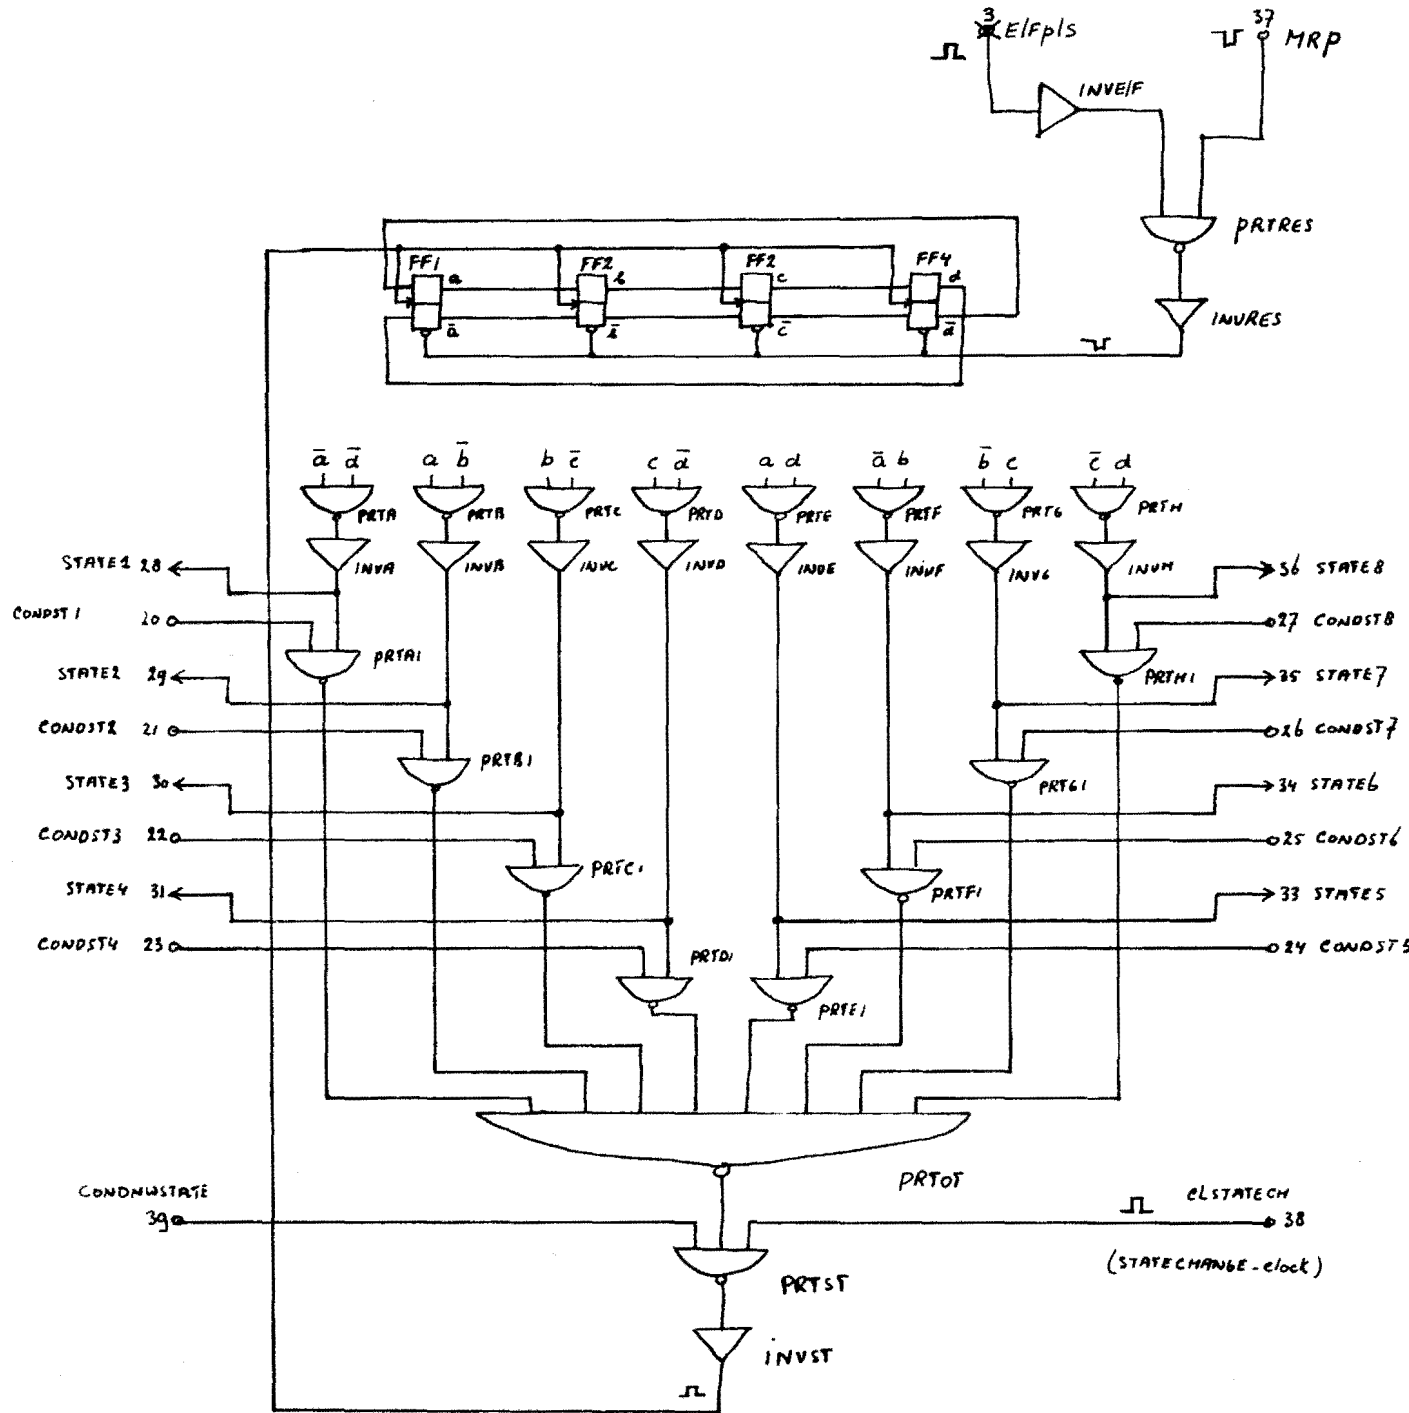 3 37
E/Fpls MRP
INVE/F
PRTRES
FF1 a FF2 b FF2 c FF4 d
a̅ b̅ c̅ d̅
INVRES
a̅ d̅ a b̅ b c̅ c d̅ a d a̅ b b̅ c c̅ d
PRTA PRTB PRTC PRTD PRTE PRTF PRTG PRTH
INVA INVB INVC INVD INVE INVF INVG INVH
STATE1 28 36 STATE8
CONDST1 20 27 CONDST8
PRTA1 PRTH1
STATE2 29 35 STATE7
CONDST2 21 26 CONDST7
PRTB1 PRTG1
STATE3 30 34 STATE6
CONDST3 22 25 CONDST6
PRTC1 PRTF1
STATE4 31 33 STATE5
CONDST4 23 24 CONDST5
PRTD1 PRTE1
PRTOT
CONDNWSTATE CLSTATECH
39 38
(STATECHANGE-clock)
PRTST
INVST